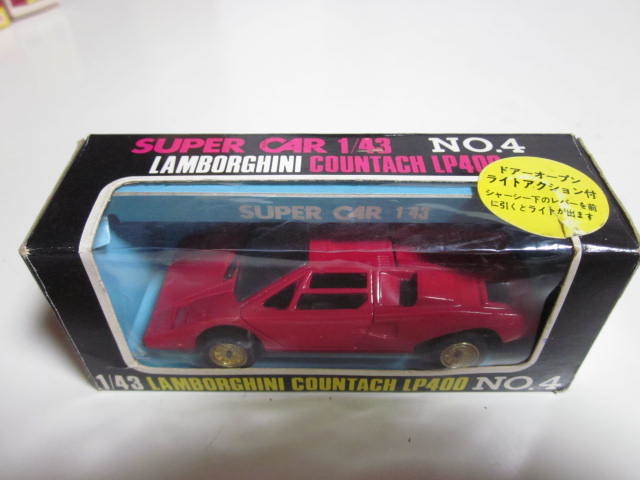 SUPER CAR 1/43 NO.4
LAMBORGHINI COUNTACH LP400
ドアーオープン
ライトアクション付
シャーシー下のレバーを前
に引くとライトが出ます
SUPER CAR 1/43
1/43 LAMBORGHINI COUNTACH LP400 NO.4